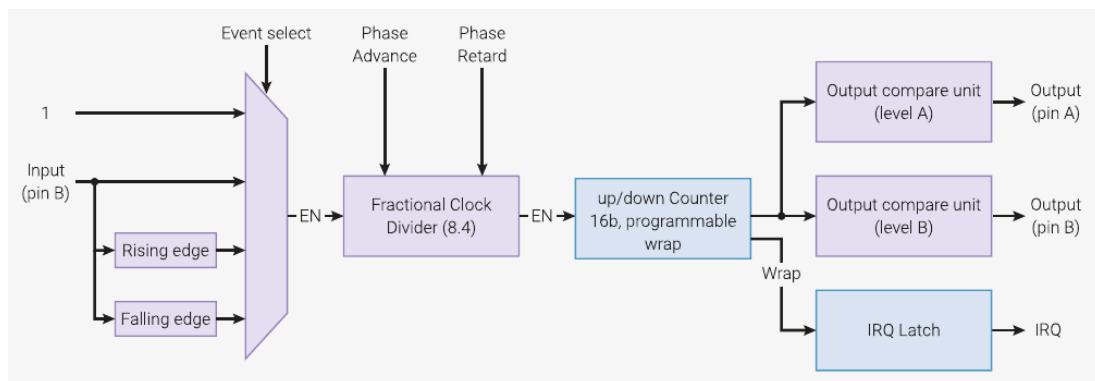 Event select
Phase
Advance
Phase
Retard
1
Input
(pin B)
Rising edge
Falling edge
EN
Fractional Clock
Divider (8.4)
EN
up/down Counter
16b, programmable
wrap
Wrap
Output compare unit
(level A)
Output
(pin A)
Output compare unit
(level B)
Output
(pin B)
IRQ Latch
IRQ